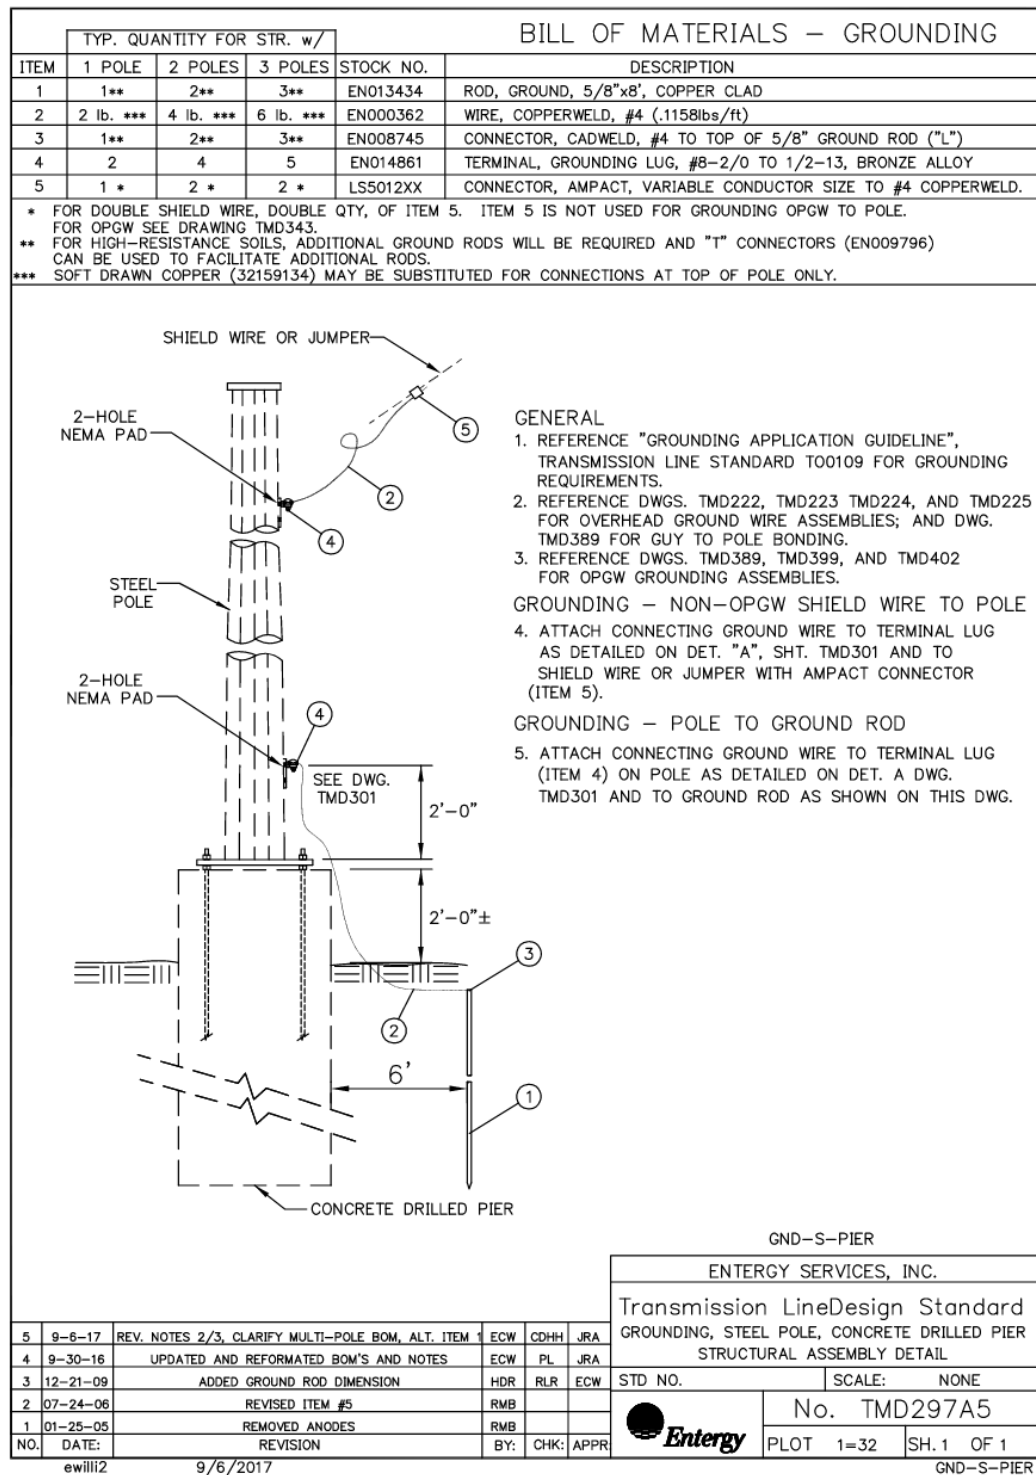 TYP. QUANTITY FOR STR. w/
BILL OF MATERIALS – GROUNDING
ITEM 1 POLE 2 POLES 3 POLES STOCK NO. DESCRIPTION
1 1** 2** 3** EN013434 ROD, GROUND, 5/8"x8', COPPER CLAD
2 2 lb. *** 4 lb. *** 6 lb. *** EN000362 WIRE, COPPERWELD, #4 (.1158lbs/ft)
3 1** 2** 3** EN008745 CONNECTOR, CADWELD, #4 TO TOP OF 5/8" GROUND ROD ("L")
4 2 4 5 EN014861 TERMINAL, GROUNDING LUG, #8–2/0 TO 1/2–13, BRONZE ALLOY
5 1 * 2 * 2 * LS5012XX CONNECTOR, AMPACT, VARIABLE CONDUCTOR SIZE TO #4 COPPERWELD.
* FOR DOUBLE SHIELD WIRE, DOUBLE QTY, OF ITEM 5. ITEM 5 IS NOT USED FOR GROUNDING OPGW TO POLE.
FOR OPGW SEE DRAWING TMD343.
** FOR HIGH–RESISTANCE SOILS, ADDITIONAL GROUND RODS WILL BE REQUIRED AND "T" CONNECTORS (EN009796)
CAN BE USED TO FACILITATE ADDITIONAL RODS.
*** SOFT DRAWN COPPER (32159134) MAY BE SUBSTITUTED FOR CONNECTIONS AT TOP OF POLE ONLY.
SHIELD WIRE OR JUMPER
2–HOLE
NEMA PAD
5
2
4
STEEL
POLE
2–HOLE
NEMA PAD
4
SEE DWG.
TMD301
2'–0"
2'–0"±
3
2
6'
1
CONCRETE DRILLED PIER
GENERAL
1. REFERENCE "GROUNDING APPLICATION GUIDELINE",
TRANSMISSION LINE STANDARD TO0109 FOR GROUNDING
REQUIREMENTS.
2. REFERENCE DWGS. TMD222, TMD223 TMD224, AND TMD225
FOR OVERHEAD GROUND WIRE ASSEMBLIES; AND DWG.
TMD389 FOR GUY TO POLE BONDING.
3. REFERENCE DWGS. TMD389, TMD399, AND TMD402
FOR OPGW GROUNDING ASSEMBLIES.
GROUNDING – NON–OPGW SHIELD WIRE TO POLE
4. ATTACH CONNECTING GROUND WIRE TO TERMINAL LUG
AS DETAILED ON DET. "A", SHT. TMD301 AND TO
SHIELD WIRE OR JUMPER WITH AMPACT CONNECTOR
(ITEM 5).
GROUNDING – POLE TO GROUND ROD
5. ATTACH CONNECTING GROUND WIRE TO TERMINAL LUG
(ITEM 4) ON POLE AS DETAILED ON DET. A DWG.
TMD301 AND TO GROUND ROD AS SHOWN ON THIS DWG.
GND–S–PIER
5 9–6–17 REV. NOTES 2/3, CLARIFY MULTI–POLE BOM, ALT. ITEM 1 ECW CDHH JRA
4 9–30–16 UPDATED AND REFORMATED BOM'S AND NOTES ECW PL JRA
3 12–21–09 ADDED GROUND ROD DIMENSION HDR RLR ECW
2 07–24–06 REVISED ITEM #5 RMB
1 01–25–05 REMOVED ANODES RMB
NO. DATE: REVISION BY: CHK: APPR:
ENTERGY SERVICES, INC.
Transmission LineDesign Standard
GROUNDING, STEEL POLE, CONCRETE DRILLED PIER
STRUCTURAL ASSEMBLY DETAIL
STD NO. SCALE: NONE
Entergy
No. TMD297A5
PLOT 1=32 SH. 1 OF 1
ewilli2 9/6/2017 GND–S–PIER